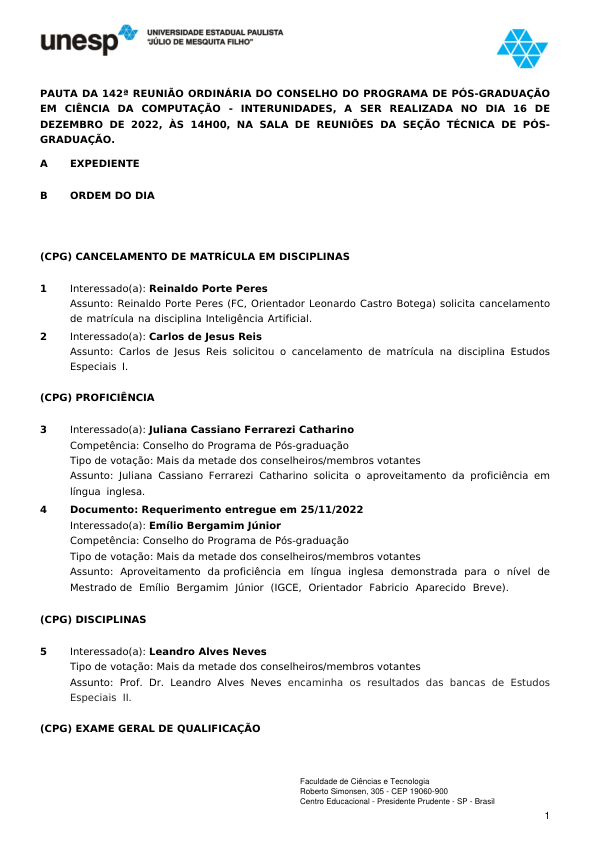 unesp
UNIVERSIDADE ESTADUAL PAULISTA
"JÚLIO DE MESQUITA FILHO"
PAUTA DA 142ª REUNIÃO ORDINÁRIA DO CONSELHO DO PROGRAMA DE PÓS-GRADUAÇÃO
EM CIÊNCIA DA COMPUTAÇÃO - INTERUNIDADES, A SER REALIZADA NO DIA 16 DE
DEZEMBRO DE 2022, ÀS 14H00, NA SALA DE REUNIÕES DA SEÇÃO TÉCNICA DE PÓS-
GRADUAÇÃO.
A EXPEDIENTE
B ORDEM DO DIA
(CPG) CANCELAMENTO DE MATRÍCULA EM DISCIPLINAS
1 Interessado(a): Reinaldo Porte Peres
Assunto: Reinaldo Porte Peres (FC, Orientador Leonardo Castro Botega) solicita cancelamento
de matrícula na disciplina Inteligência Artificial.
2 Interessado(a): Carlos de Jesus Reis
Assunto: Carlos de Jesus Reis solicitou o cancelamento de matrícula na disciplina Estudos
Especiais I.
(CPG) PROFICIÊNCIA
3 Interessado(a): Juliana Cassiano Ferrarezi Catharino
Competência: Conselho do Programa de Pós-graduação
Tipo de votação: Mais da metade dos conselheiros/membros votantes
Assunto: Juliana Cassiano Ferrarezi Catharino solicita o aproveitamento da proficiência em
língua inglesa.
4 Documento: Requerimento entregue em 25/11/2022
Interessado(a): Emílio Bergamim Júnior
Competência: Conselho do Programa de Pós-graduação
Tipo de votação: Mais da metade dos conselheiros/membros votantes
Assunto: Aproveitamento da proficiência em língua inglesa demonstrada para o nível de
Mestrado de Emílio Bergamim Júnior (IGCE, Orientador Fabricio Aparecido Breve).
(CPG) DISCIPLINAS
5 Interessado(a): Leandro Alves Neves
Tipo de votação: Mais da metade dos conselheiros/membros votantes
Assunto: Prof. Dr. Leandro Alves Neves encaminha os resultados das bancas de Estudos
Especiais II.
(CPG) EXAME GERAL DE QUALIFICAÇÃO
Faculdade de Ciências e Tecnologia
Roberto Simonsen, 305 - CEP 19060-900
Centro Educacional - Presidente Prudente - SP - Brasil
1